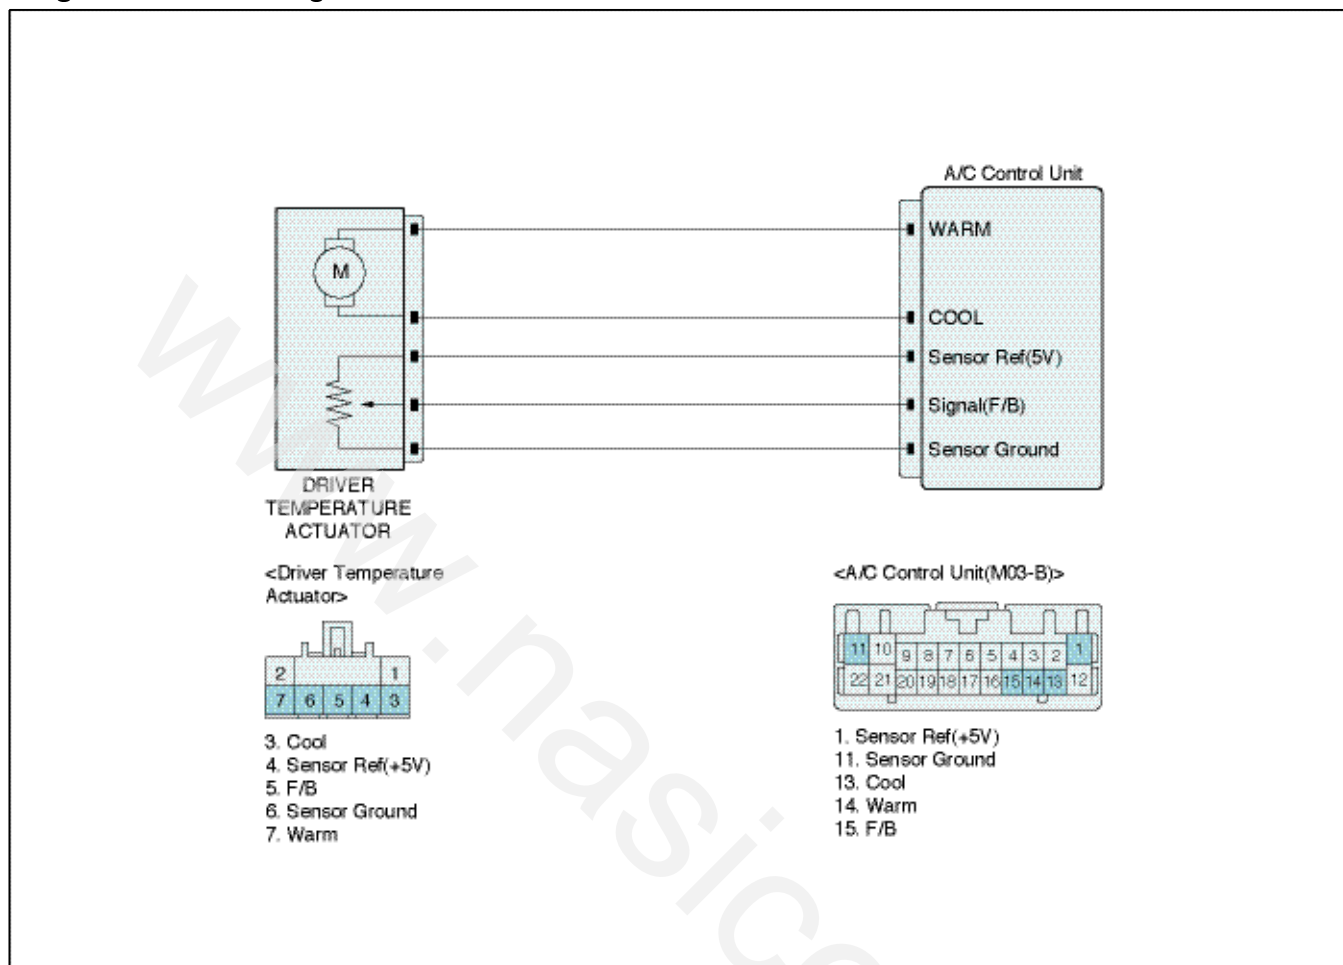 A/C Control Unit
M
WARM
COOL
Sensor Ref(5V)
Signal(F/B)
Sensor Ground
DRIVER
TEMPERATURE
ACTUATOR
<Driver Temperature
Actuator>
2 1
7 6 5 4 3
3. Cool
4. Sensor Ref(+5V)
5. F/B
6. Sensor Ground
7. Warm
<A/C Control Unit(M03-B)>
11 10 9 8 7 6 5 4 3 2 1
22 21 20 19 18 17 16 15 14 13 12
1. Sensor Ref(+5V)
11. Sensor Ground
13. Cool
14. Warm
15. F/B
www.nasice